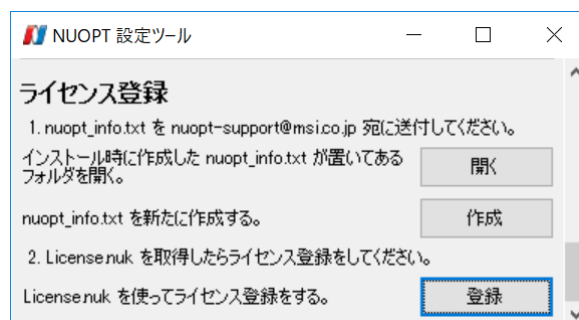 NUOPT 設定ツール
ライセンス登録
1. nuopt_info.txt を nuopt-support@msi.co.jp 宛に送付してください。
インストール時に作成した nuopt_info.txt が置いてある
フォルダを開く。
開く
nuopt_info.txt を新たに作成する。
作成
2. License.nuk を取得したらライセンス登録をしてください。
License.nuk を使ってライセンス登録をする。
登録